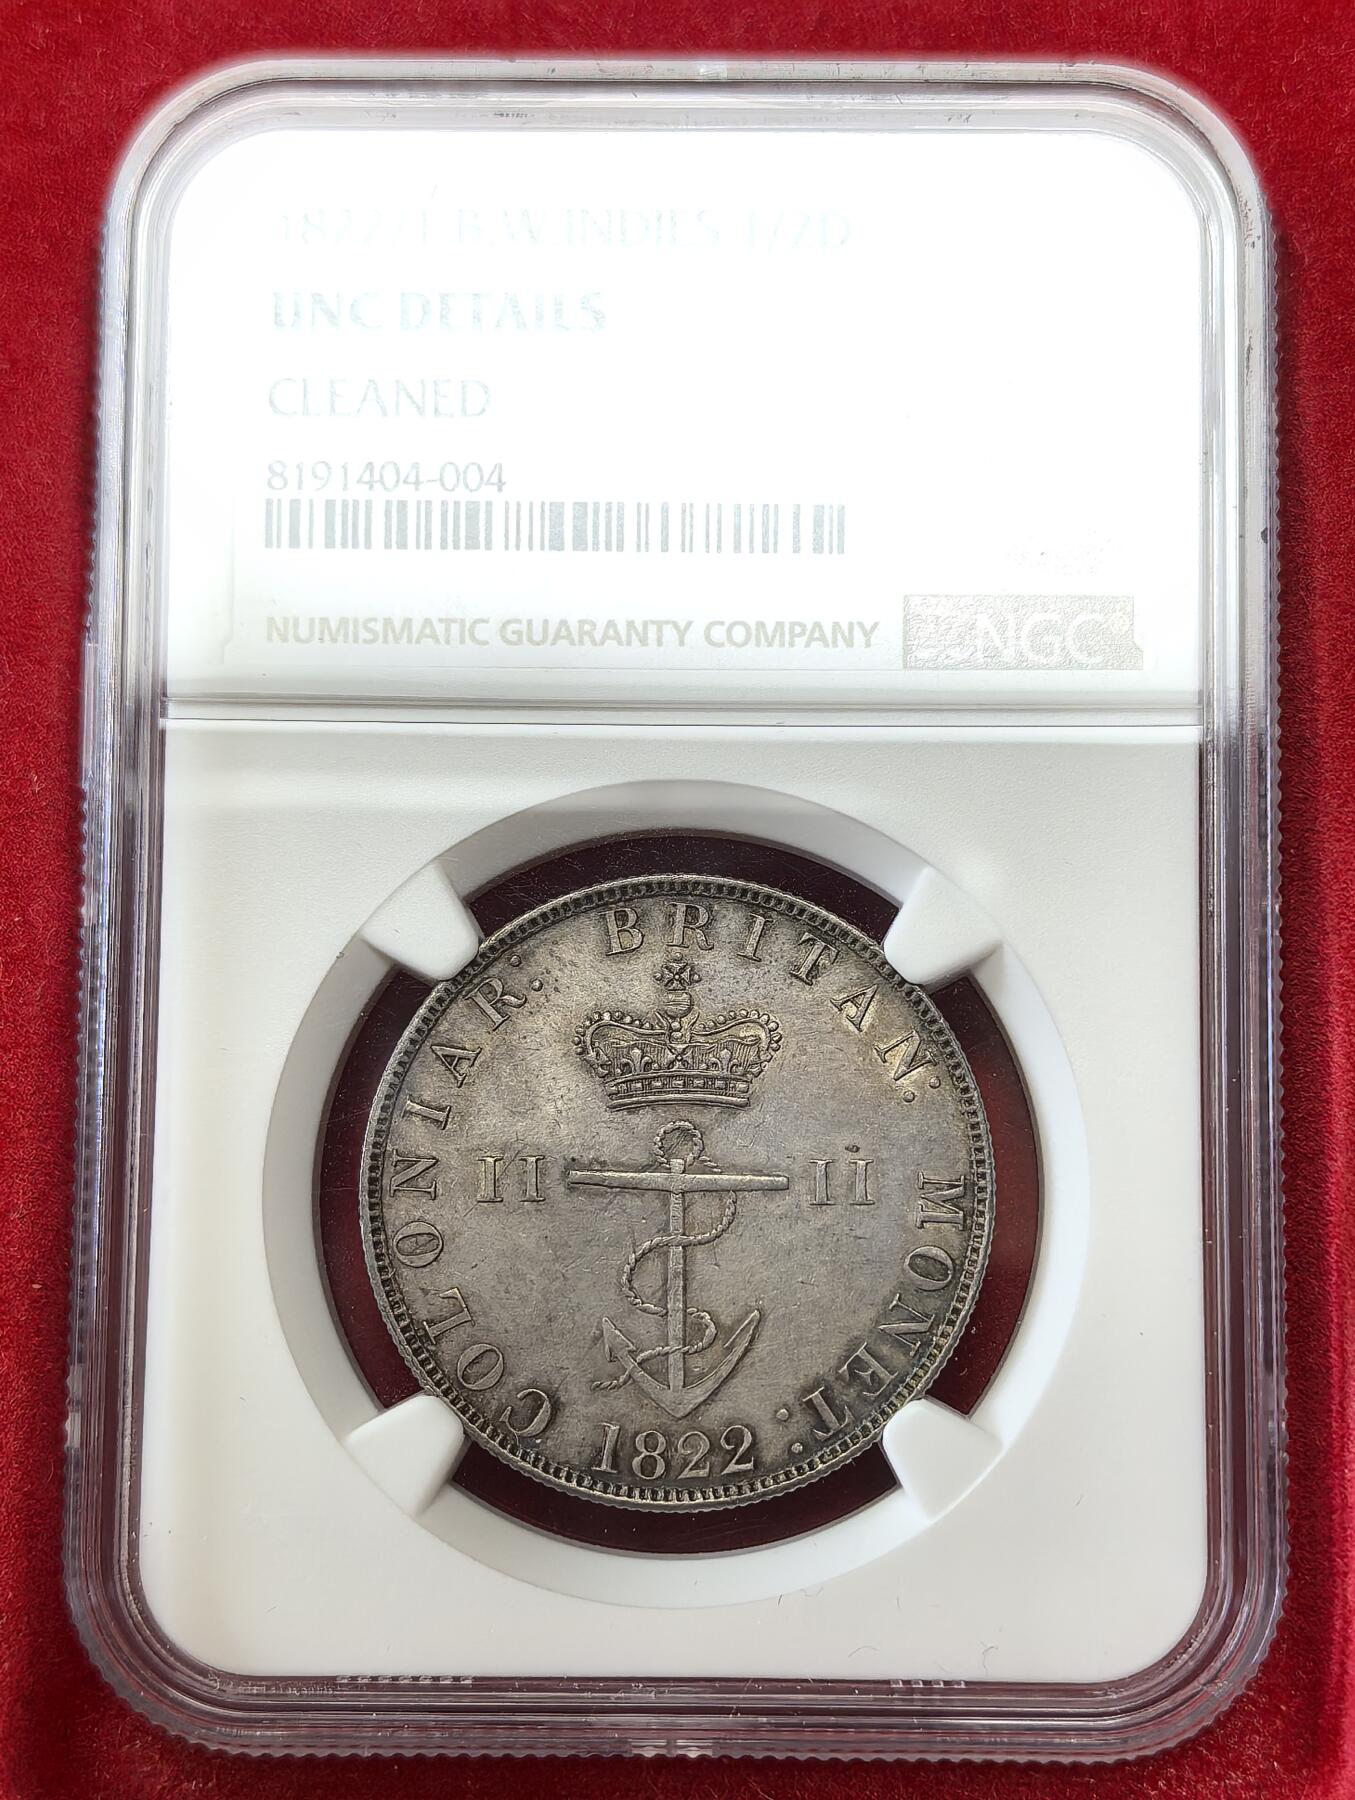 1822/1 B.W.INDIES 1/2D
UNC DETAILS
CLEANED
8191404-004
NUMISMATIC GUARANTY COMPANY NGC
COLONIAR: BRITAN: MONET:
II II
1822